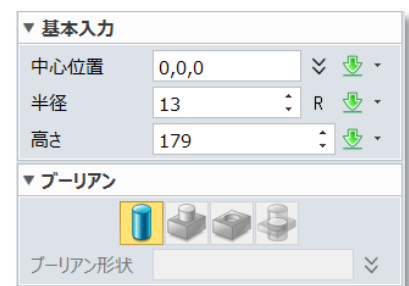 ▼ 基本入力
中心位置 0,0,0
半径 13 R
高さ 179
▼ ブーリアン
ブーリアン形状